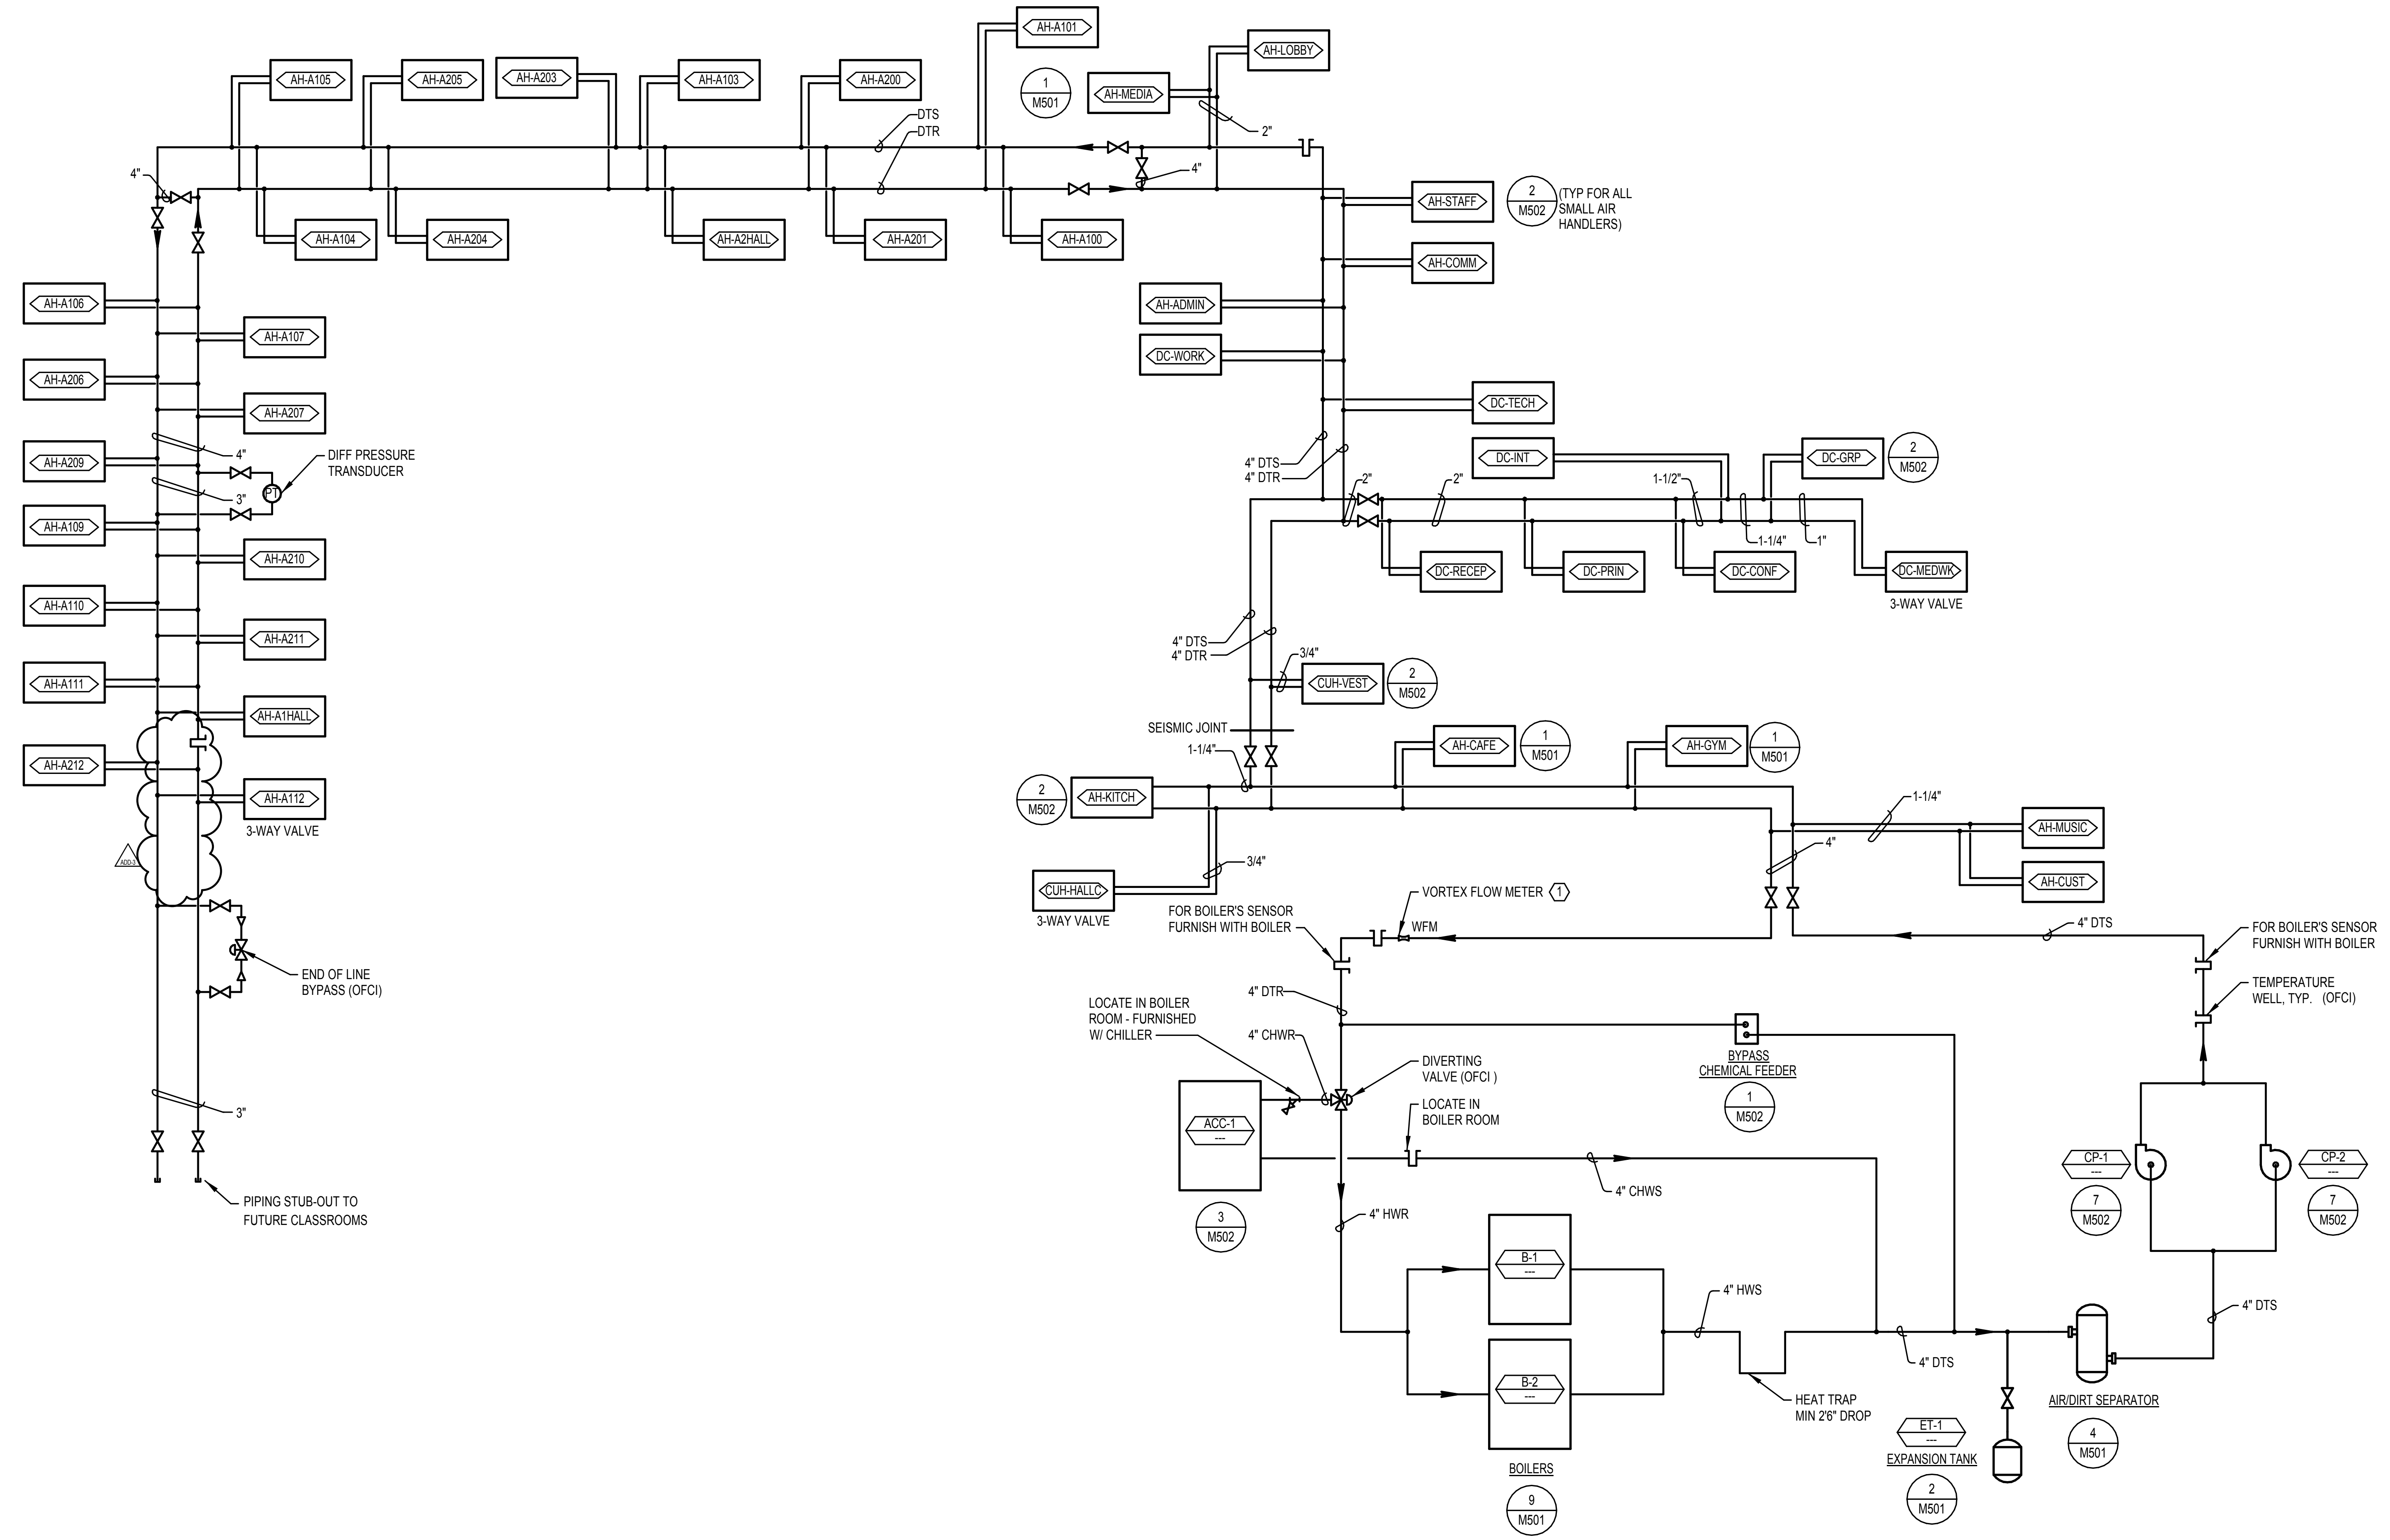 AH-A101
AH-LOBBY
AH-A105
AH-A205
AH-A203
AH-A103
AH-A200
1
M501
AH-MEDIA
DTS
DTR
2"
4"
4"
AH-STAFF
2
M502
(TYP FOR ALL
SMALL AIR
HANDLERS)
AH-A104
AH-A204
AH-A2HALL
AH-A201
AH-A100
AH-COMM
AH-A106
AH-ADMIN
AH-A107
DC-WORK
AH-A206
AH-A207
DC-TECH
4"
DIFF PRESSURE
TRANSDUCER
AH-A209
3"
PT
4" DTS
4" DTR
DC-INT
DC-GRP
2
M502
2"
2"
1-1/2"
1-1/4"
1"
AH-A109
AH-A210
DC-RECEP
DC-PRIN
DC-CONF
DC-MEDWK
3-WAY VALVE
AH-A110
AH-A211
4" DTS
4" DTR
3/4"
CUH-VEST
2
M502
AH-A111
AH-A1HALL
SEISMIC JOINT
1-1/4"
AH-CAFE
1
M501
AH-GYM
1
M501
AH-A212
AH-A112
3-WAY VALVE
2
M502
AH-KITCH
1-1/4"
AH-MUSIC
4"
ADD-3
3/4"
CUH-HALLC
3-WAY VALVE
AH-CUST
VORTEX FLOW METER
1
FOR BOILER'S SENSOR
FURNISH WITH BOILER
WFM
4" DTS
FOR BOILER'S SENSOR
FURNISH WITH BOILER
END OF LINE
BYPASS (OFCI)
TEMPERATURE
WELL, TYP. (OFCI)
4" DTR
LOCATE IN BOILER
ROOM - FURNISHED
W/ CHILLER
4" CHWR
BYPASS
CHEMICAL FEEDER
1
M502
DIVERTING
VALVE (OFCI )
LOCATE IN
BOILER ROOM
3"
ACC-1
---
CP-1
---
CP-2
---
4" CHWS
7
M502
7
M502
PIPING STUB-OUT TO
FUTURE CLASSROOMS
3
M502
4" HWR
B-1
---
4" HWS
4" DTS
4" DTS
B-2
---
HEAT TRAP
MIN 2'6" DROP
AIR/DIRT SEPARATOR
4
M501
ET-1
---
EXPANSION TANK
2
M501
BOILERS
9
M501